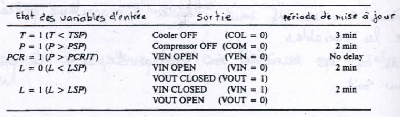 Etat des variables d'entrée Sortie période de mise à jour
T = 1 (T < TSP) Cooler OFF (COL = 0) 3 min
P = 1 (P > PSP) Compressor OFF (COM = 0) 2 min
PCR = 1 (P > PCRIT) VEN OPEN (VEN = 0) No delay
L = 0 (L < LSP) VIN OPEN (VIN = 0) 2 min
VOUT CLOSED (VOUT = 1)
L = 1 (L > LSP) VIN CLOSED (VIN = 1) 2 min
VOUT OPEN (VOUT = 0)